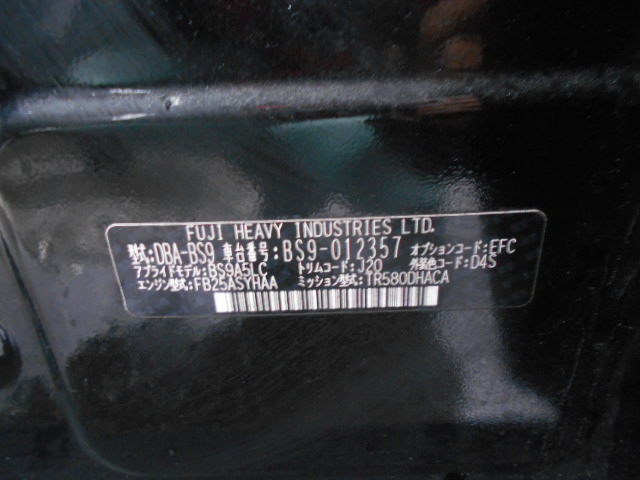 FUJI HEAVY INDUSTRIES LTD.
型式:DBA-BS9 車台番号:BS9-012357 オプションコード:EFC
アプライドモデル:BS9A5LC トリムコード:J20 外装色コード:D4S
エンジン型式:FB25ASYHAA ミッション型式:TR580DHACA